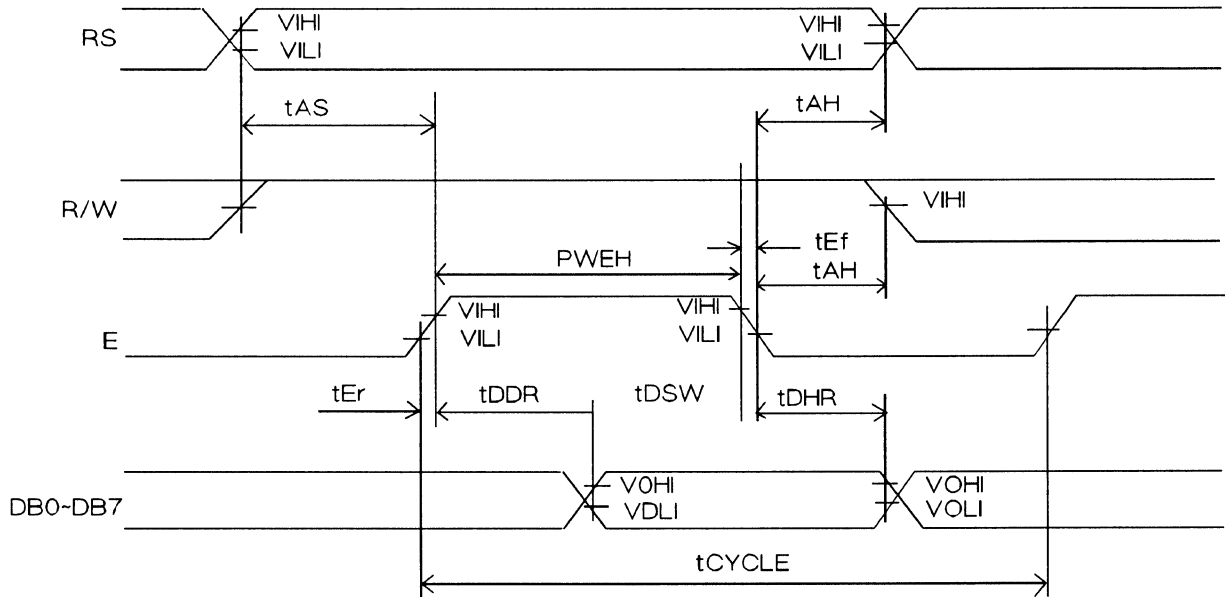 RS
VIHI
VILI
VIHI
VILI
tAS
tAH
R/W
VIHI
tEf
PWEH
tAH
E
VIHI
VILI
VIHI
VILI
tEr
tDDR
tDSW
tDHR
DB0~DB7
V0HI
VDLI
VOHI
VOLI
tCYCLE